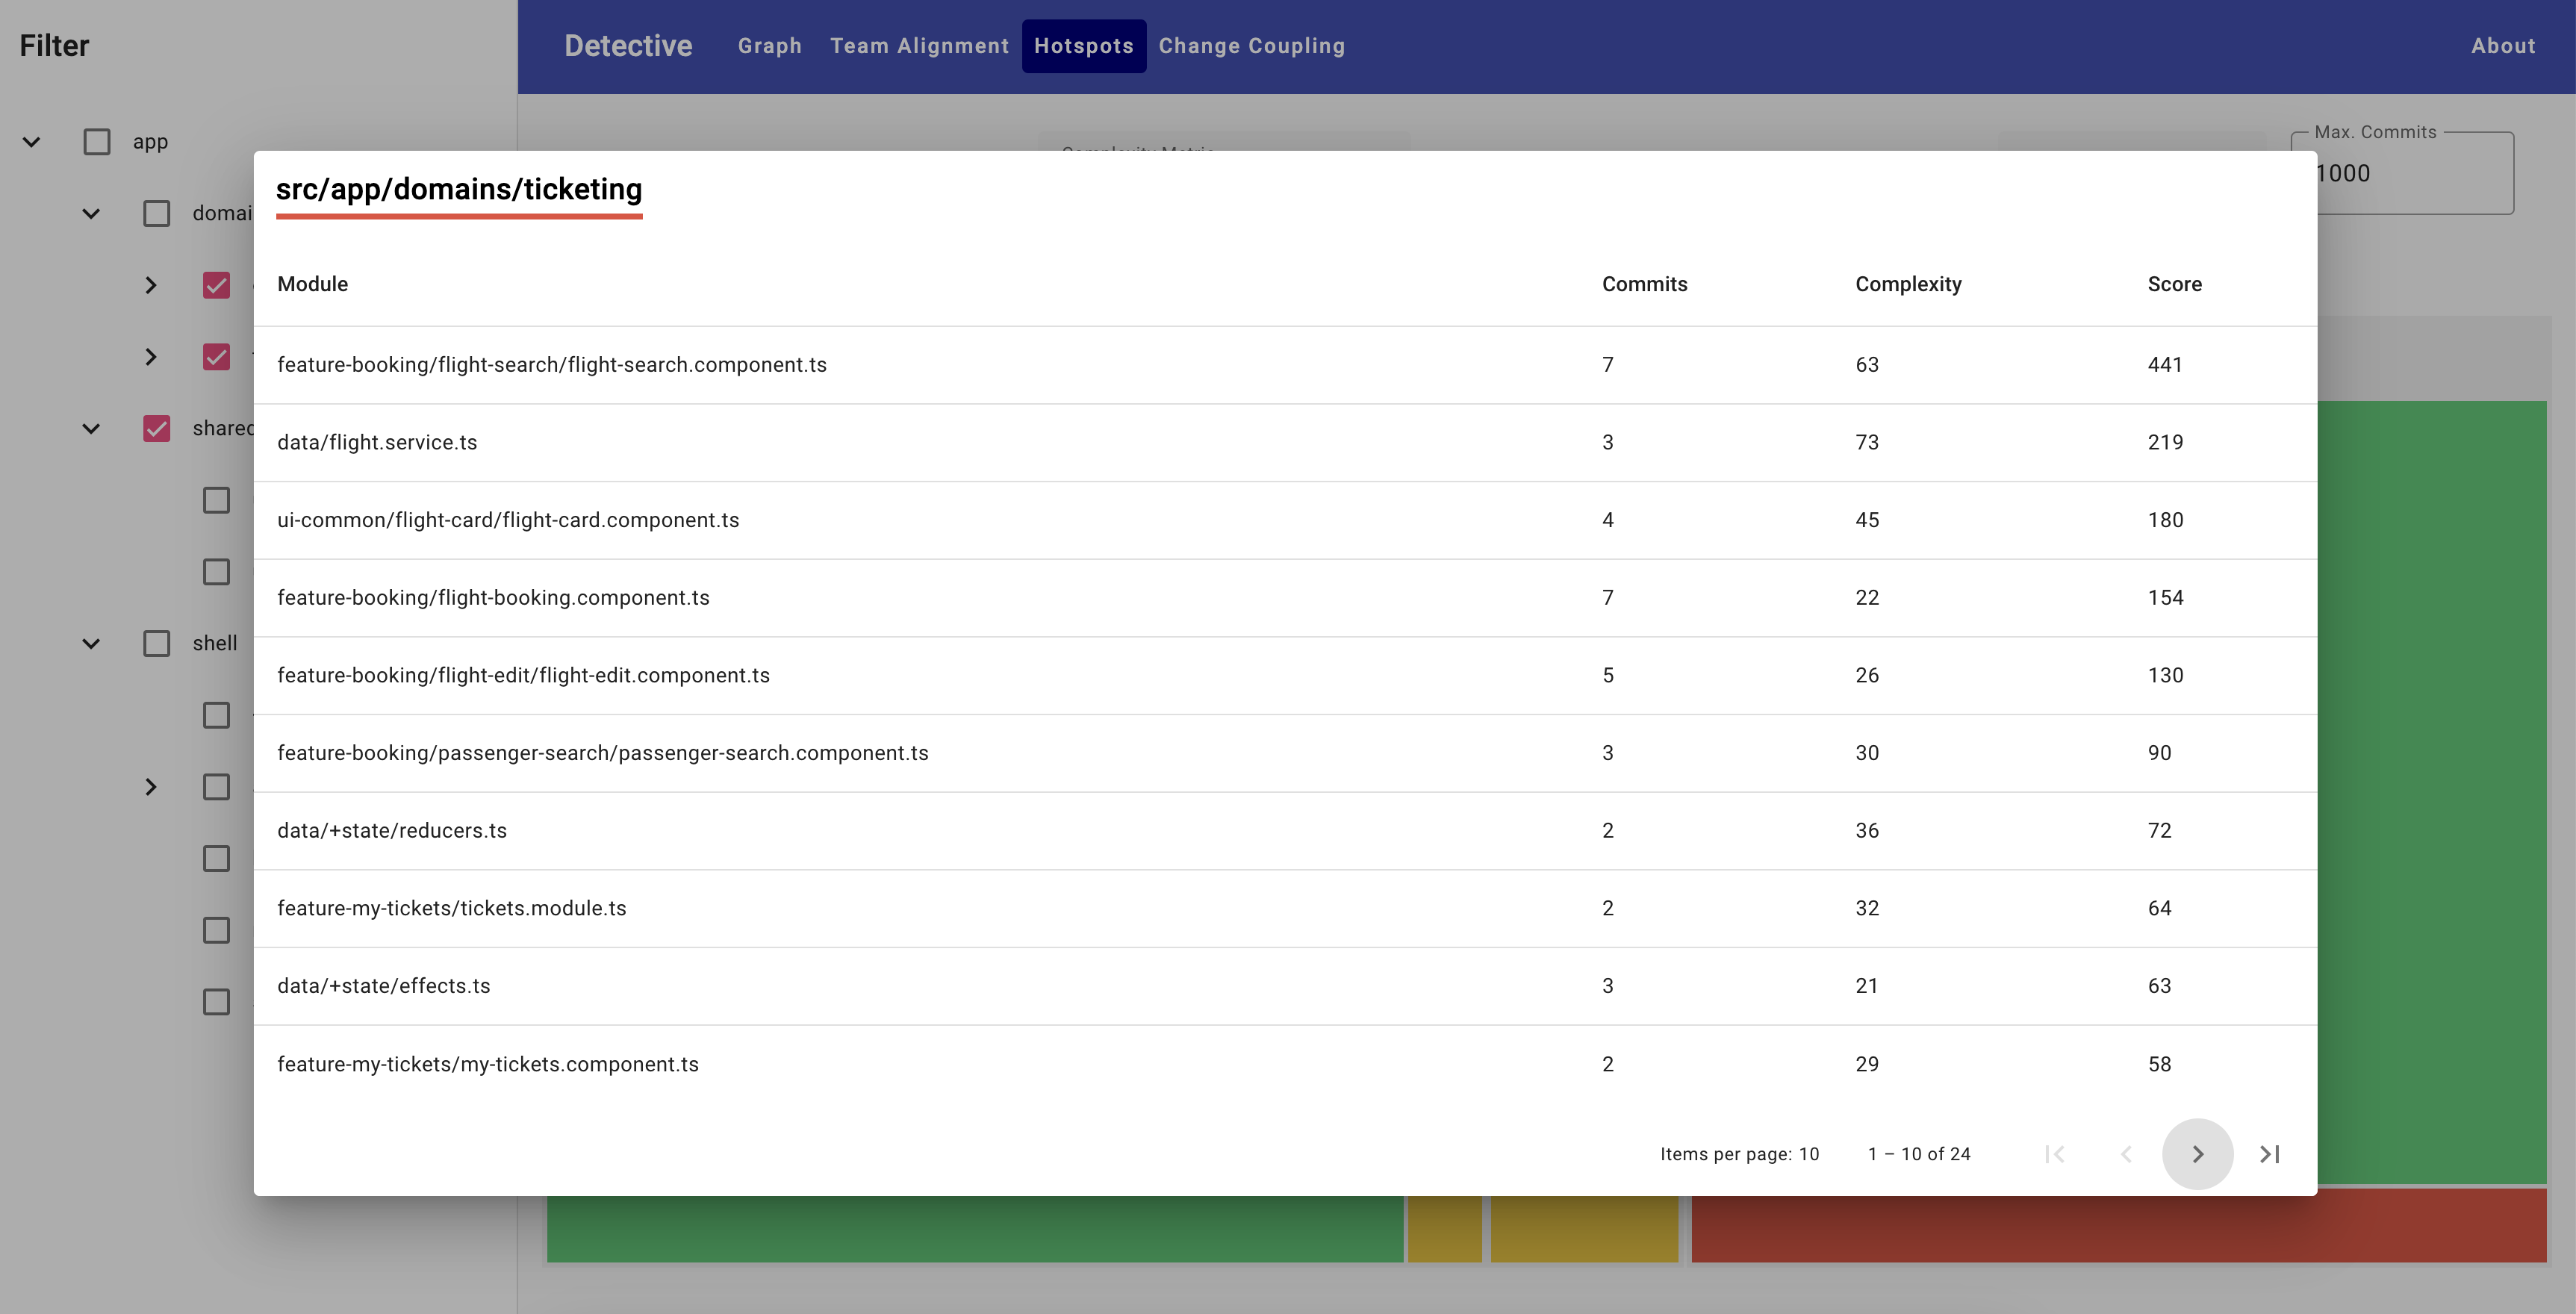 Filter
Detective Graph Team Alignment Hotspots Change Coupling About
app
shell
Max. Commits
1000
src/app/domains/ticketing
Module Commits Complexity Score
feature-booking/flight-search/flight-search.component.ts 7 63 441
data/flight.service.ts 3 73 219
ui-common/flight-card/flight-card.component.ts 4 45 180
feature-booking/flight-booking.component.ts 7 22 154
feature-booking/flight-edit/flight-edit.component.ts 5 26 130
feature-booking/passenger-search/passenger-search.component.ts 3 30 90
data/+state/reducers.ts 2 36 72
feature-my-tickets/tickets.module.ts 2 32 64
data/+state/effects.ts 3 21 63
feature-my-tickets/my-tickets.component.ts 2 29 58
Items per page: 10 1 – 10 of 24